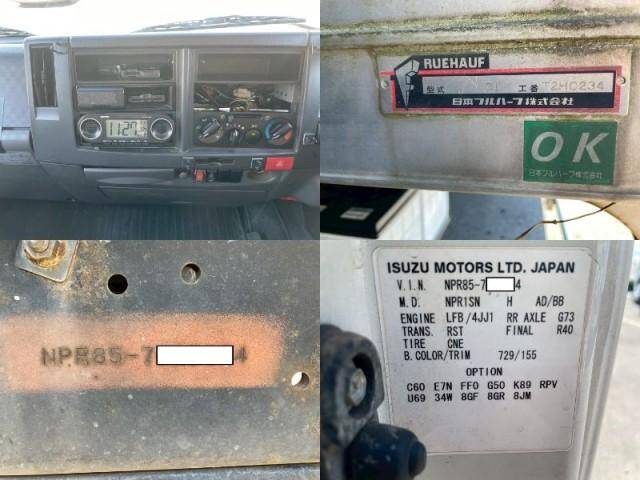 1127
RUEHAUF
型式
工番 T2HC234
日本フルハーフ株式会社
OK
日本フルハーフ株式会社
NPR85-7 4
ISUZU MOTORS LTD. JAPAN
V.I.N. NPR85-7 4
M.D. NPR1SN H AD/BB
ENGINE LFB/4JJ1 RR AXLE G73
TRANS. RST FINAL R40
TIRE CNE
B.COLOR/TRIM 729/155
OPTION
C60 E7N FF0 G50 K89 RPV
U69 34W 8GF 8GR 8JM